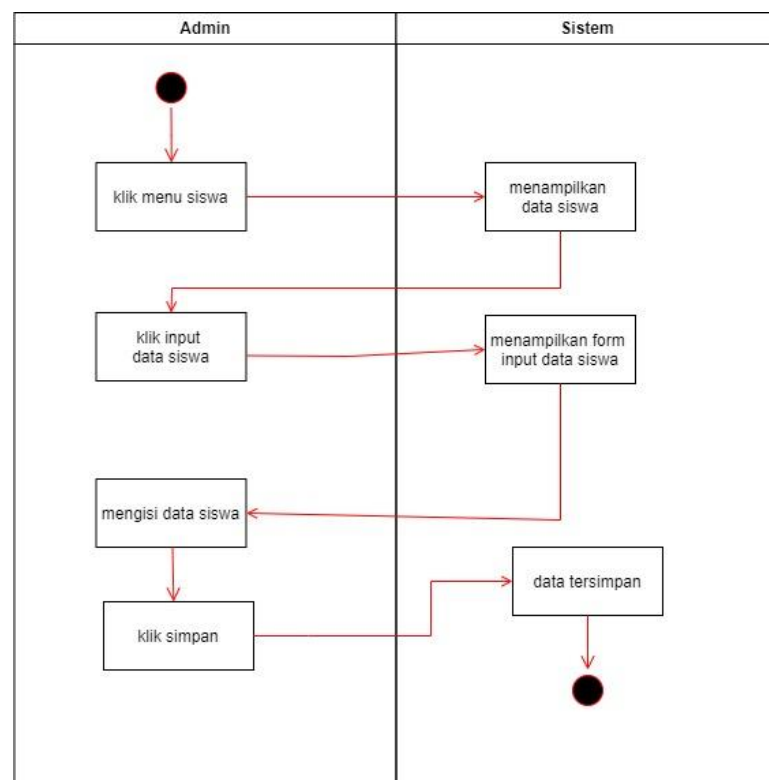 Admin
Sistem
klik menu siswa
menampilkan
data siswa
klik input
data siswa
menampilkan form
input data siswa
mengisi data siswa
data tersimpan
klik simpan